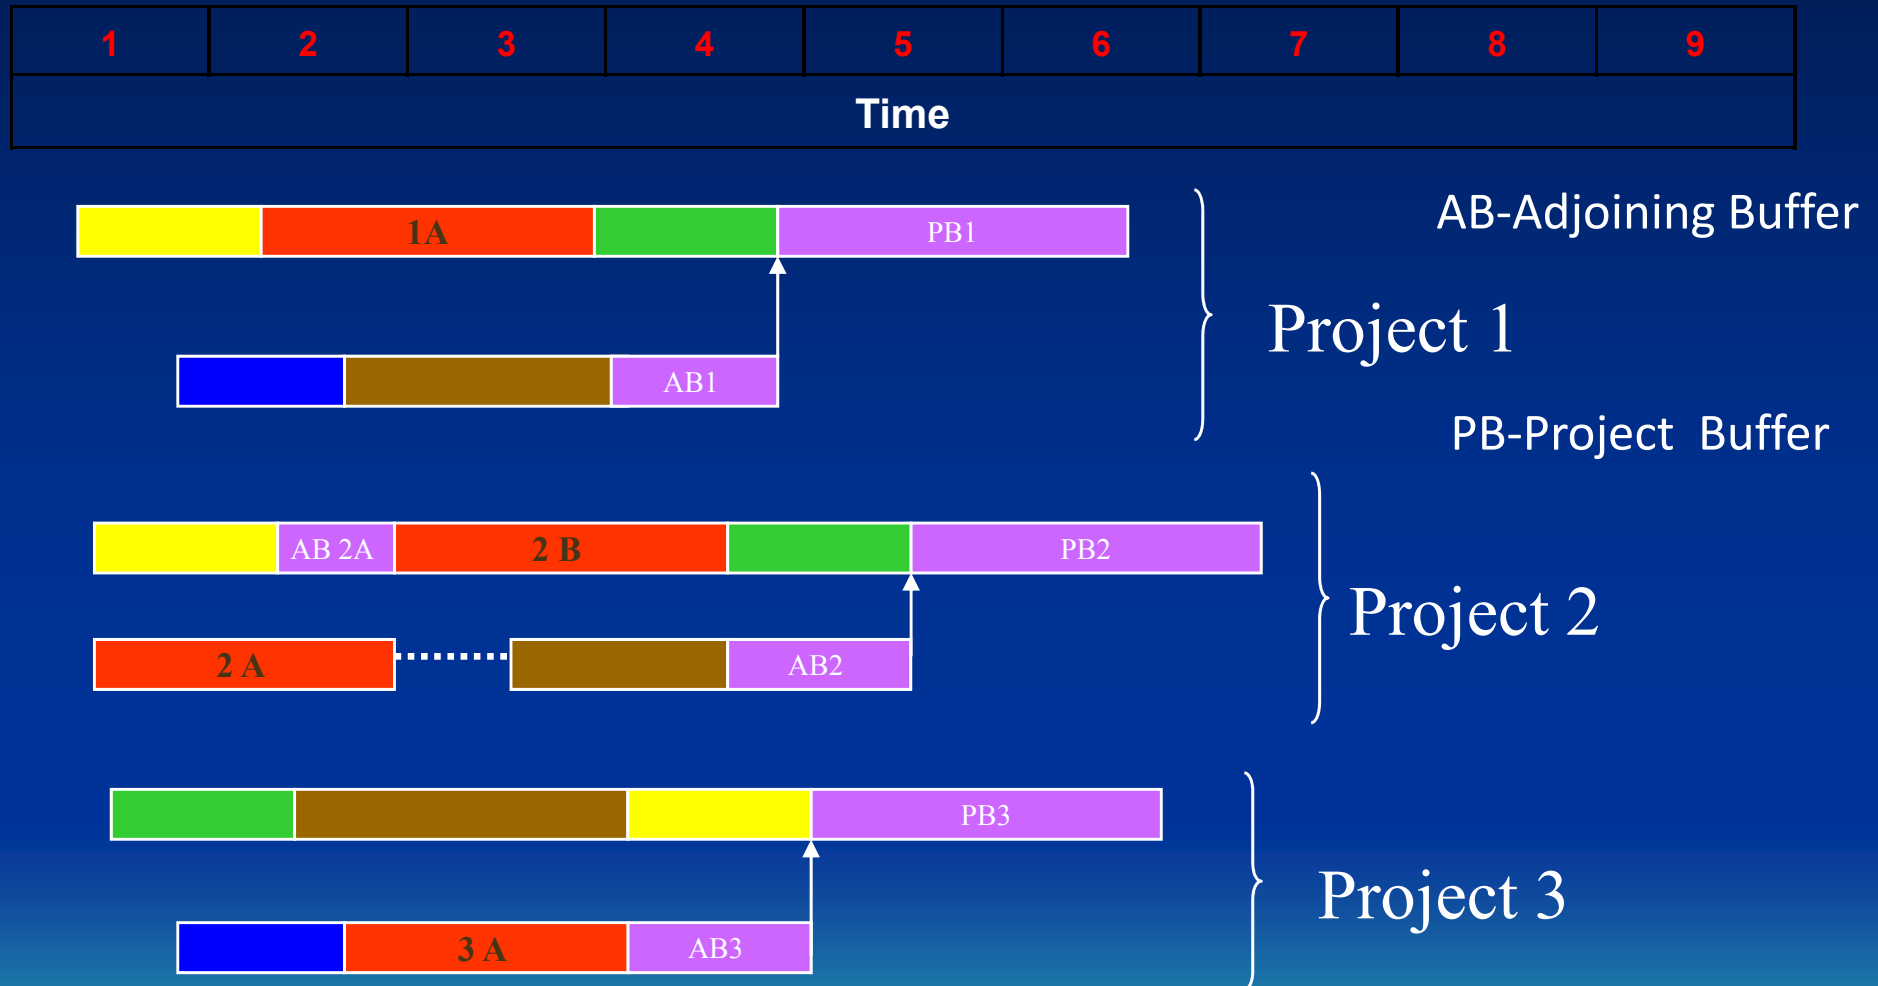 1 2 3 4 5 6 7 8 9
Time
AB-Adjoining Buffer
1A PB1
Project 1
AB1
PB-Project  Buffer
AB 2A 2 B PB2
Project 2
2 A AB2
PB3
Project 3
3 A AB3